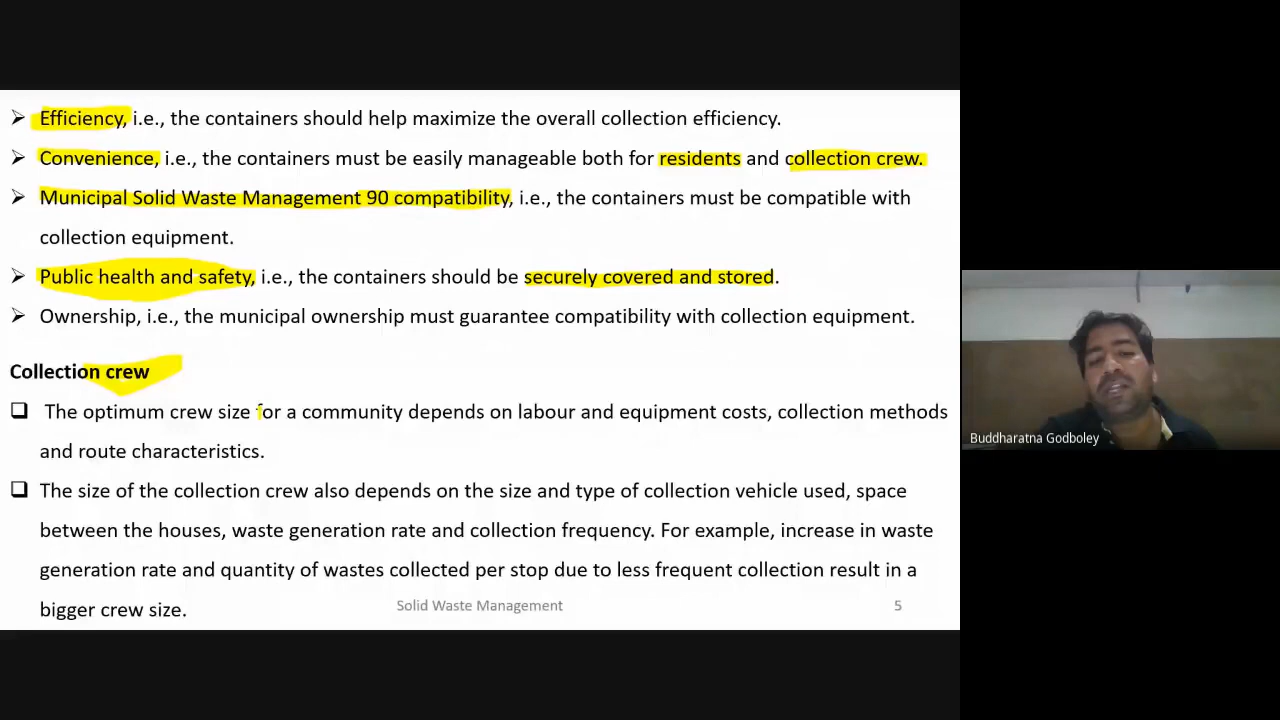 ➢ Efficiency, i.e., the containers should help maximize the overall collection efficiency.
➢ Convenience, i.e., the containers must be easily manageable both for residents and collection crew.
➢ Municipal Solid Waste Management 90 compatibility, i.e., the containers must be compatible with
collection equipment.
➢ Public health and safety, i.e., the containers should be securely covered and stored.
➢ Ownership, i.e., the municipal ownership must guarantee compatibility with collection equipment.
Collection crew
❑ The optimum crew size for a community depends on labour and equipment costs, collection methods
and route characteristics.
❑ The size of the collection crew also depends on the size and type of collection vehicle used, space
between the houses, waste generation rate and collection frequency. For example, increase in waste
generation rate and quantity of wastes collected per stop due to less frequent collection result in a
bigger crew size.
Solid Waste Management
5
Buddharatna Godboley